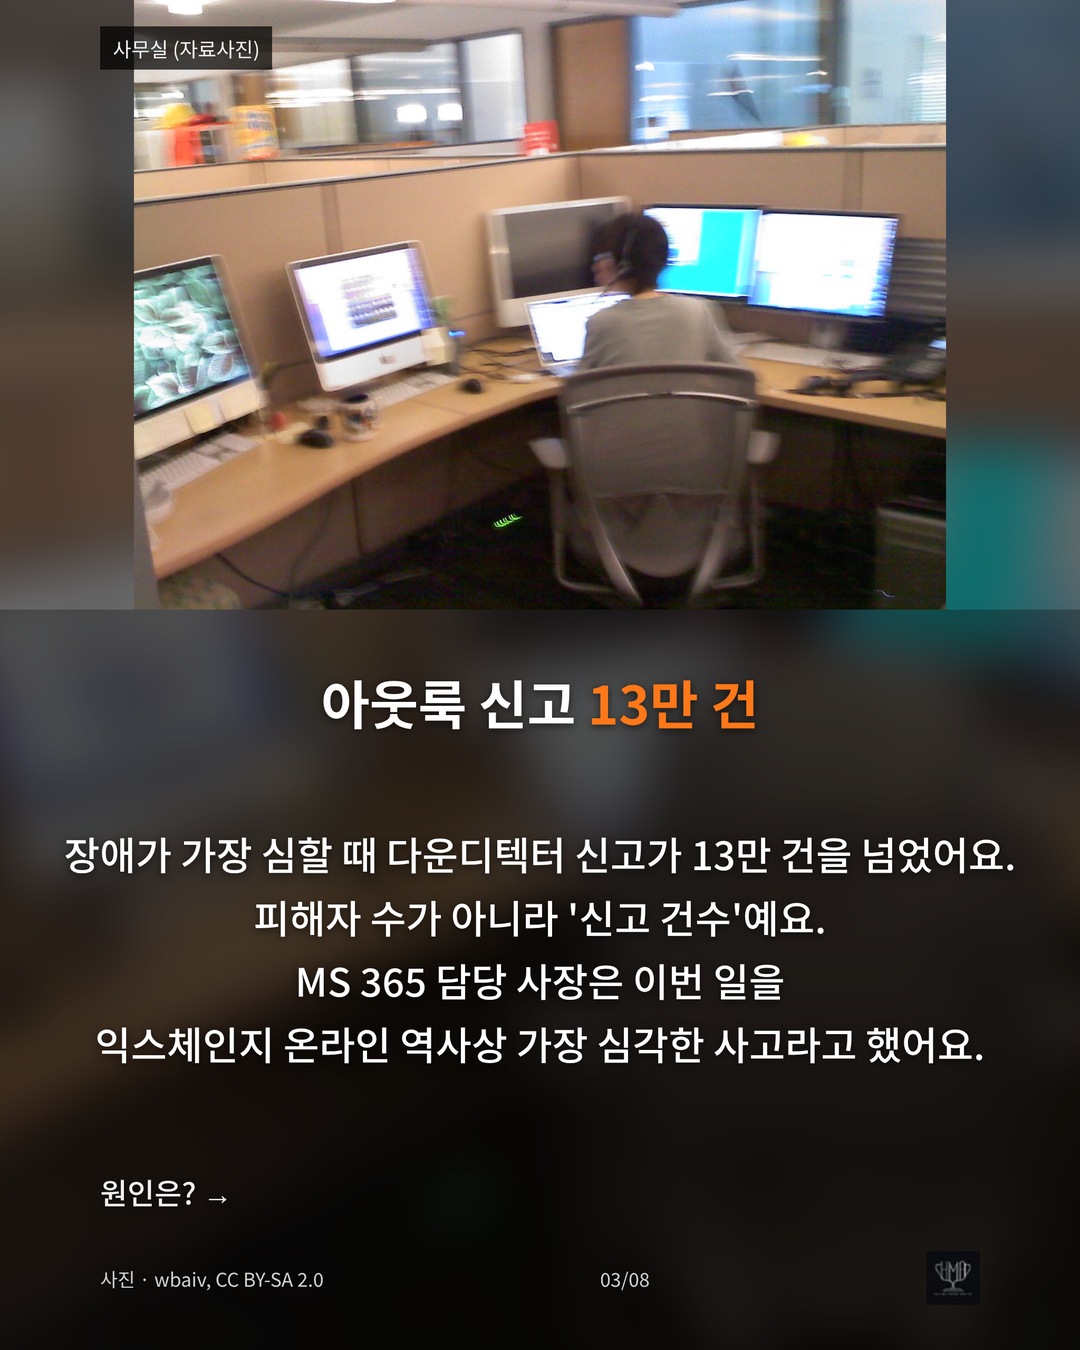 사무실 (자료사진)
아웃룩 신고 13만 건
장애가 가장 심할 때 다운디텍터 신고가 13만 건을 넘었어요.
피해자 수가 아니라 '신고 건수'예요.
MS 365 담당 사장은 이번 일을
익스체인지 온라인 역사상 가장 심각한 사고라고 했어요.
원인은? →
사진 · wbaiv, CC BY-SA 2.0
03/08